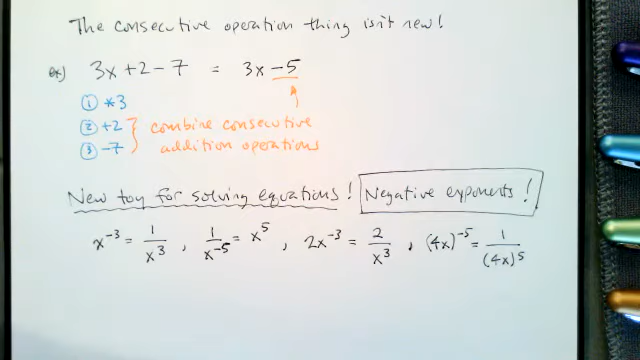 The consecutive operation thing isn't new!
ex) 3x + 2 - 7 = 3x - 5
① *3
② +2 } combine consecutive
③ -7 addition operations
New toy for solving equations! Negative exponents!
x⁻³ = 1/x³ , 1/x⁻⁵ = x⁵ , 2x⁻³ = 2/x³ , (4x)⁻⁵ = 1/(4x)⁵